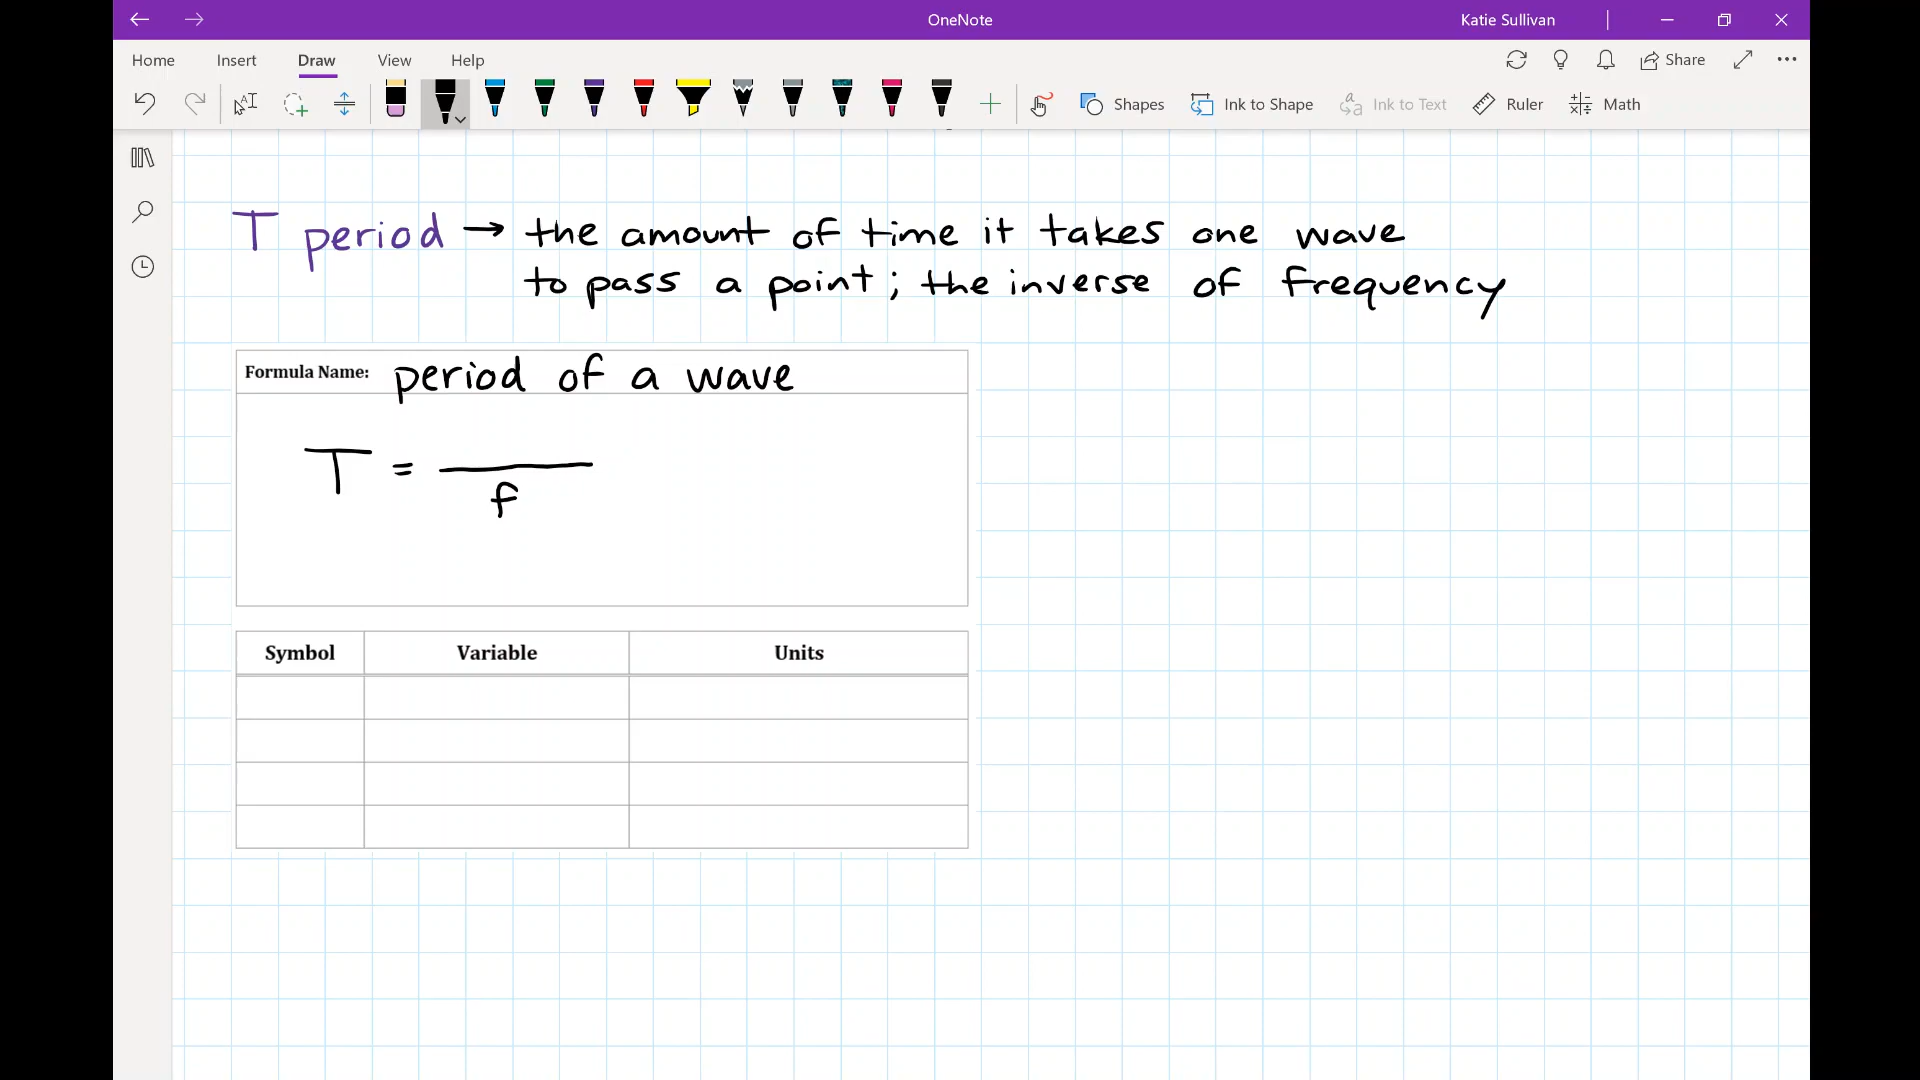 OneNote
Katie Sullivan
Home Insert Draw View Help
Share
Shapes Ink to Shape Ink to Text Ruler Math
T period → the amount of time it takes one wave
to pass a point; the inverse of frequency
Formula Name: period of a wave
T = ___
f
Symbol Variable Units